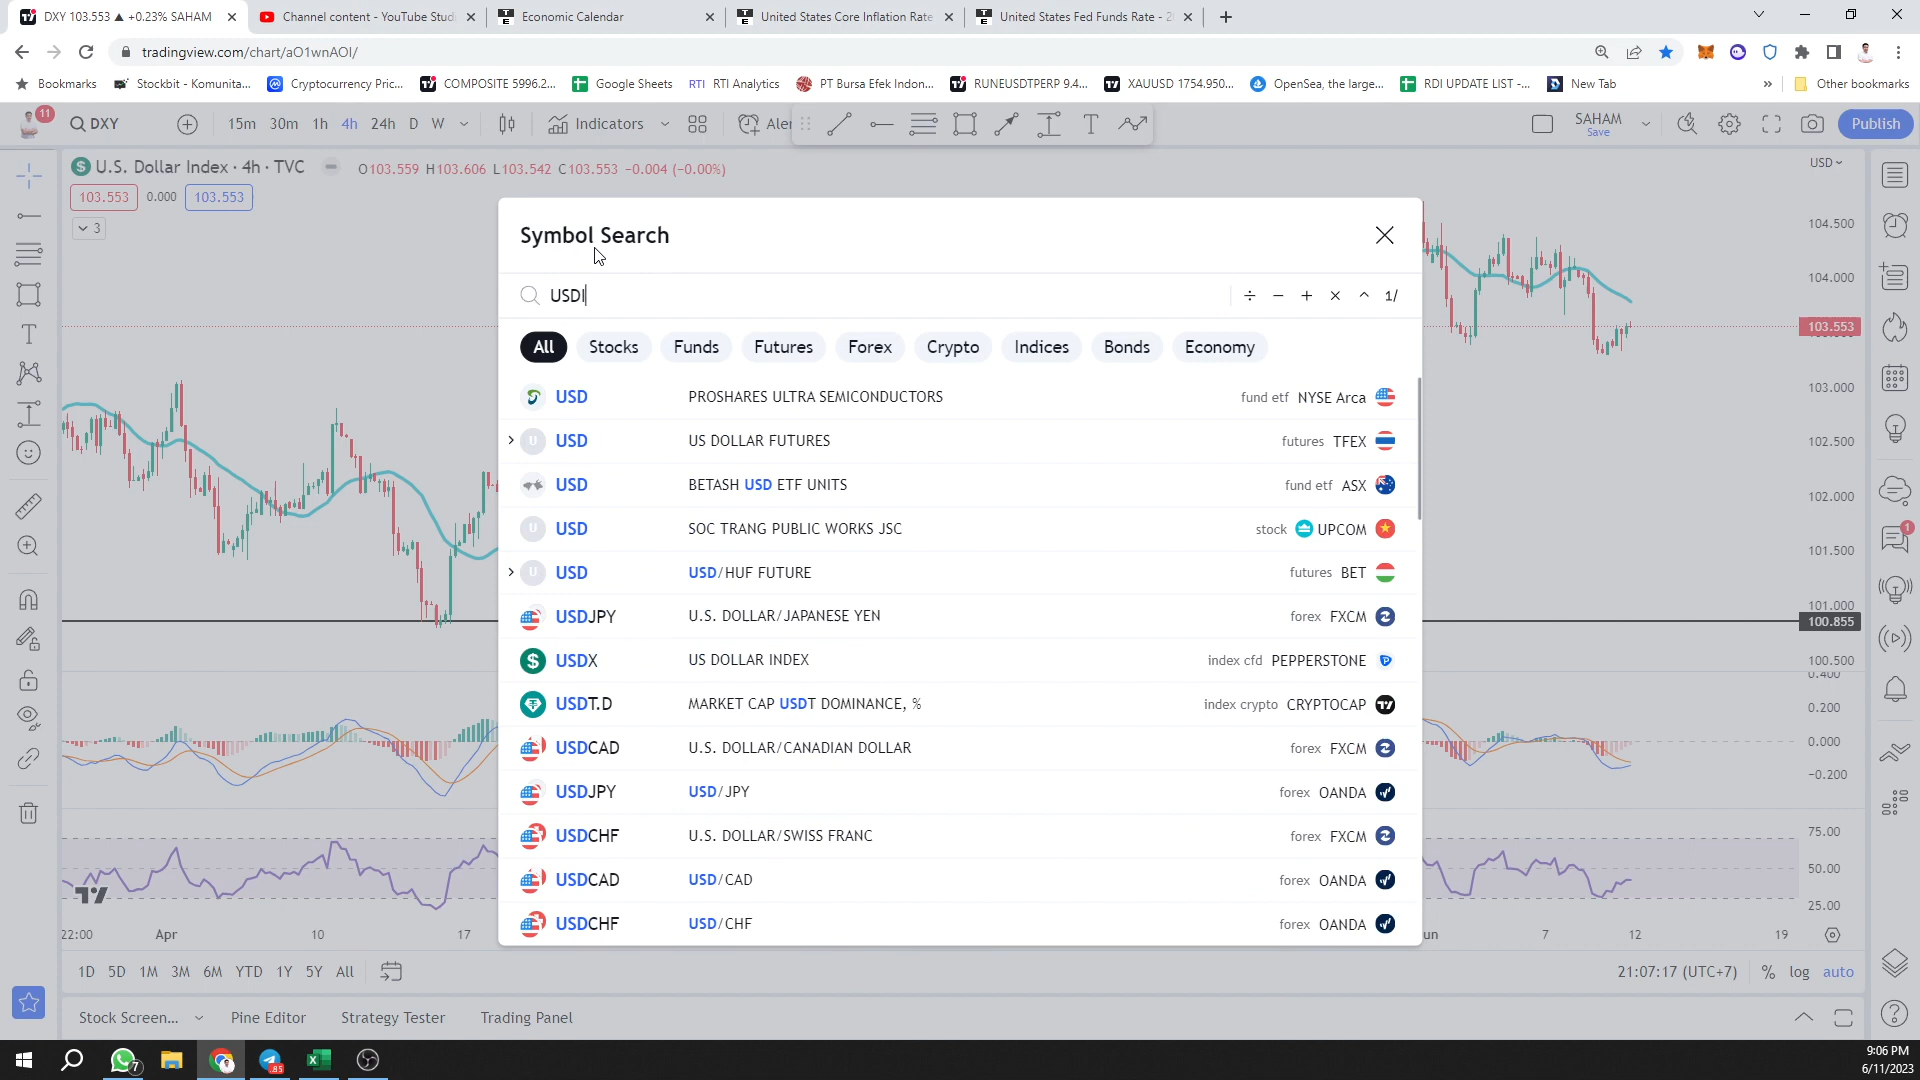 DXY 103.553 ▲ +0.23% SAHAM
Channel content - YouTube Studi
Economic Calendar
United States Core Inflation Rate
United States Fed Funds Rate - 2
tradingview.com/chart/aO1wnAOI/
Bookmarks
Stockbit - Komunita...
Cryptocurrency Pric...
COMPOSITE 5996.2...
Google Sheets
RTI RTI Analytics
PT Bursa Efek Indon...
RUNEUSDTPERP 9.4...
XAUUSD 1754.950...
OpenSea, the large...
RDI UPDATE LIST -...
New Tab
»
Other bookmarks
11
DXY
15m 30m 1h 4h 24h D W
Indicators
Aler
SAHAM
Save
Publish
U.S. Dollar Index · 4h · TVC
O103.559 H103.606 L103.542 C103.553 −0.004 (−0.00%)
USD
103.553 0.000 103.553
3
Symbol Search
USDI
÷ − + × ^ 1/
All Stocks Funds Futures Forex Crypto Indices Bonds Economy
USD PROSHARES ULTRA SEMICONDUCTORS fund etf NYSE Arca
USD US DOLLAR FUTURES futures TFEX
USD BETASH USD ETF UNITS fund etf ASX
USD SOC TRANG PUBLIC WORKS JSC stock UPCOM
USD USD/HUF FUTURE futures BET
USDJPY U.S. DOLLAR/JAPANESE YEN forex FXCM
USDX US DOLLAR INDEX index cfd PEPPERSTONE
USDT.D MARKET CAP USDT DOMINANCE, % index crypto CRYPTOCAP
USDCAD U.S. DOLLAR/CANADIAN DOLLAR forex FXCM
USDJPY USD/JPY forex OANDA
USDCHF U.S. DOLLAR/SWISS FRANC forex FXCM
USDCAD USD/CAD forex OANDA
USDCHF USD/CHF forex OANDA
104.500
104.000
103.553
103.000
102.500
102.000
101.500
101.000
100.855
100.500
0.400
0.200
0.000
−0.200
75.00
50.00
25.00
1
22:00 Apr 10 17 un 7 12 19
1D 5D 1M 3M 6M YTD 1Y 5Y All
21:07:17 (UTC+7) % log auto
Stock Screen... Pine Editor Strategy Tester Trading Panel
7
85
9:06 PM
6/11/2023